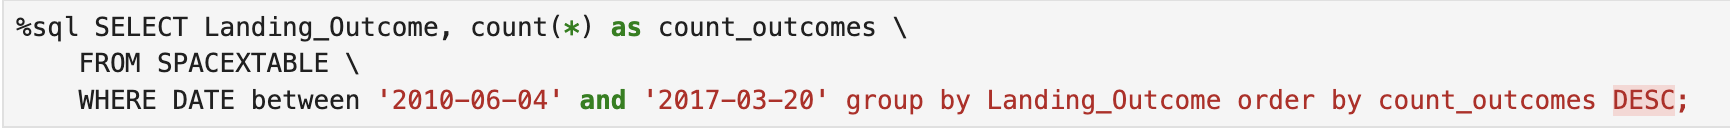 %sql SELECT Landing_Outcome, count(*) as count_outcomes \
FROM SPACEXTABLE \
WHERE DATE between '2010-06-04' and '2017-03-20' group by Landing_Outcome order by count_outcomes DESC;